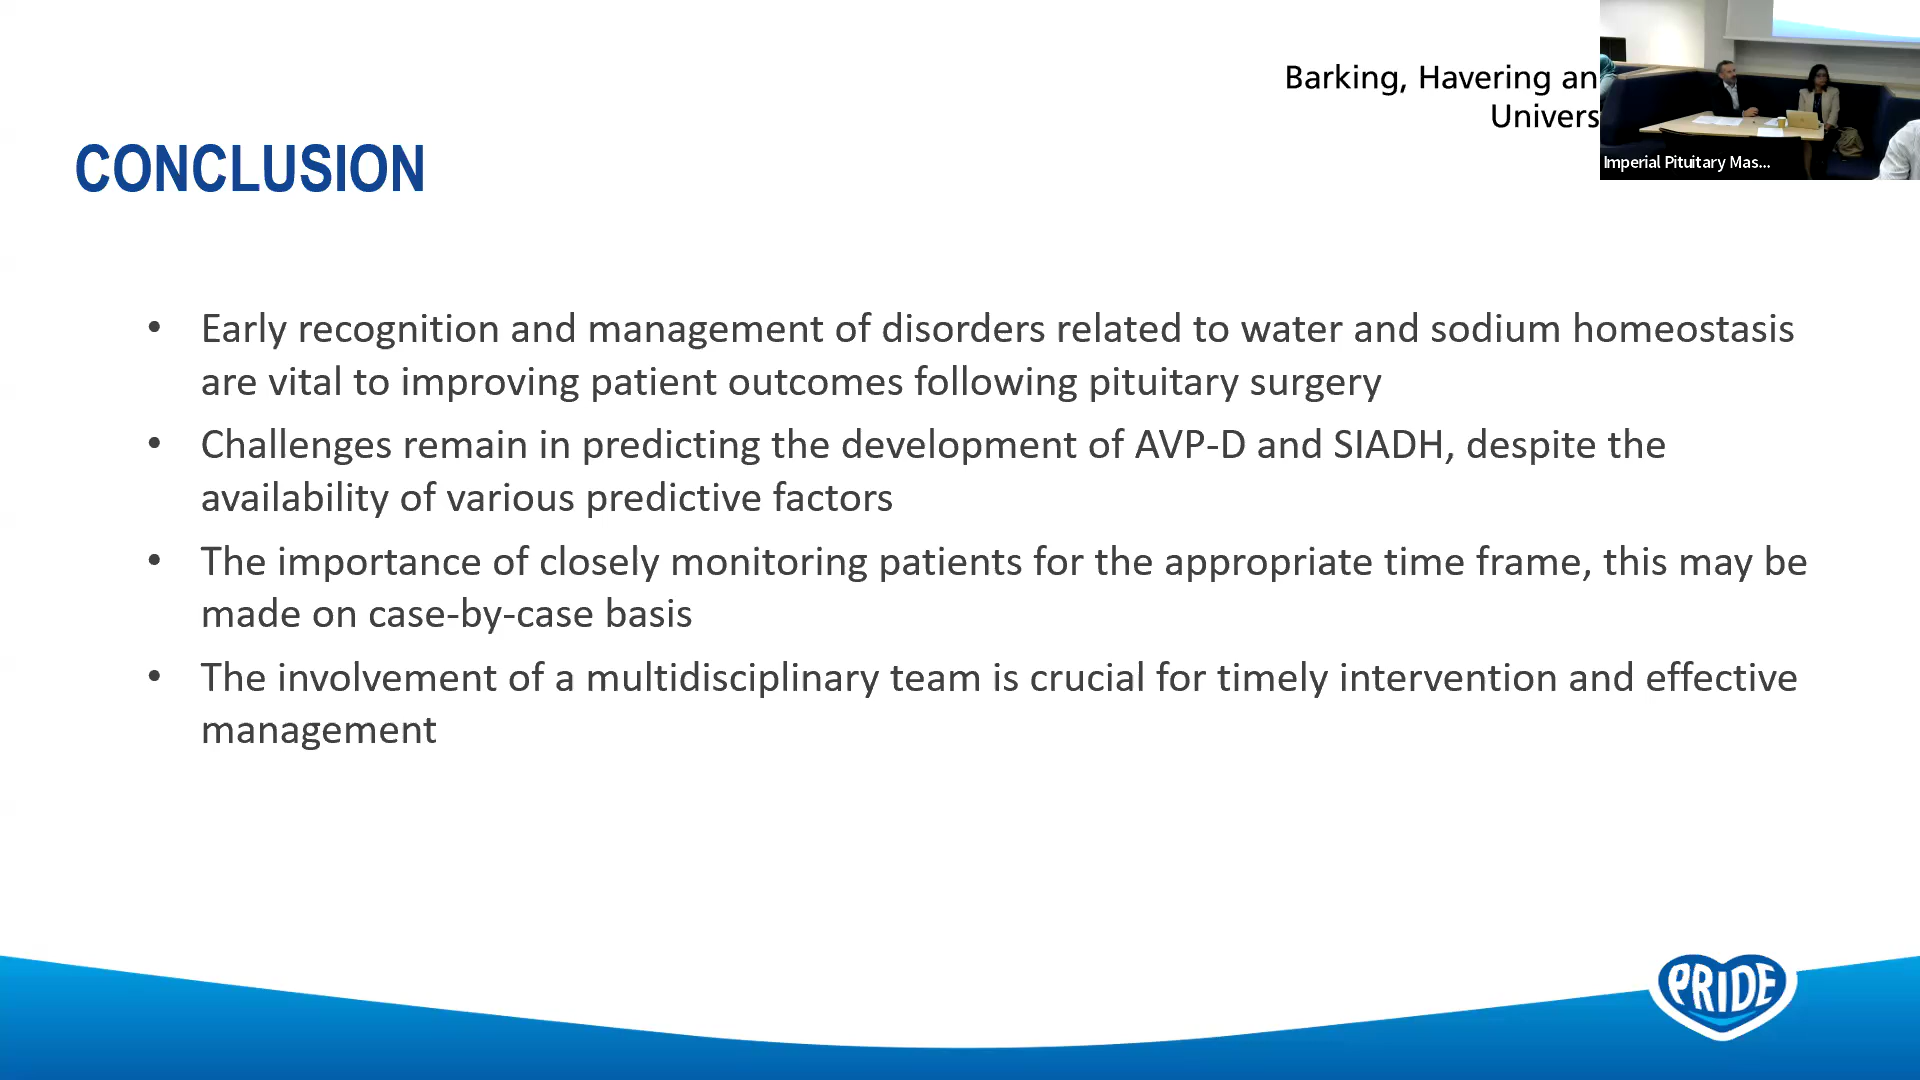 Barking, Havering an
Univers
Imperial Pituitary Mas...
CONCLUSION
• Early recognition and management of disorders related to water and sodium homeostasis
are vital to improving patient outcomes following pituitary surgery
• Challenges remain in predicting the development of AVP-D and SIADH, despite the
availability of various predictive factors
• The importance of closely monitoring patients for the appropriate time frame, this may be
made on case-by-case basis
• The involvement of a multidisciplinary team is crucial for timely intervention and effective
management
PRIDE